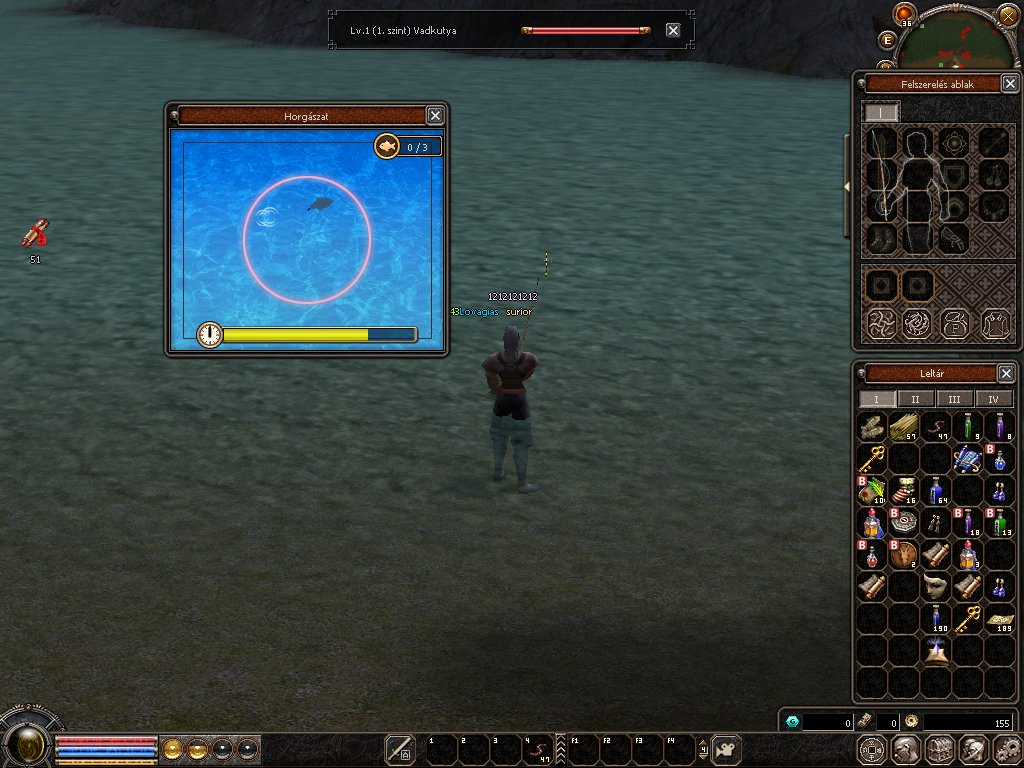 Lv.1 (1. szint) Vadkutya
36
E
Felszerelés ablak
I
Horgászat
0 / 3
51
1212121212
43Lovagias surior
Leltár
I II III IV
57 47 9 8
B
B 10 16 64
B B B 18 13
B B 2 3
190 189
0 0 155
1 2 3 4 47 F1 F2 F3 F4 4